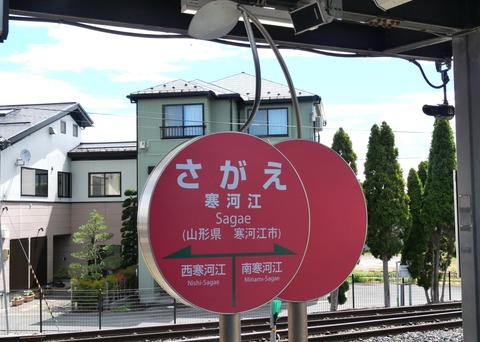 さがえ
寒河江
Sagae
(山形県 寒河江市)
西寒河江 南寒河江
Nishi-Sagae Minami-Sagae